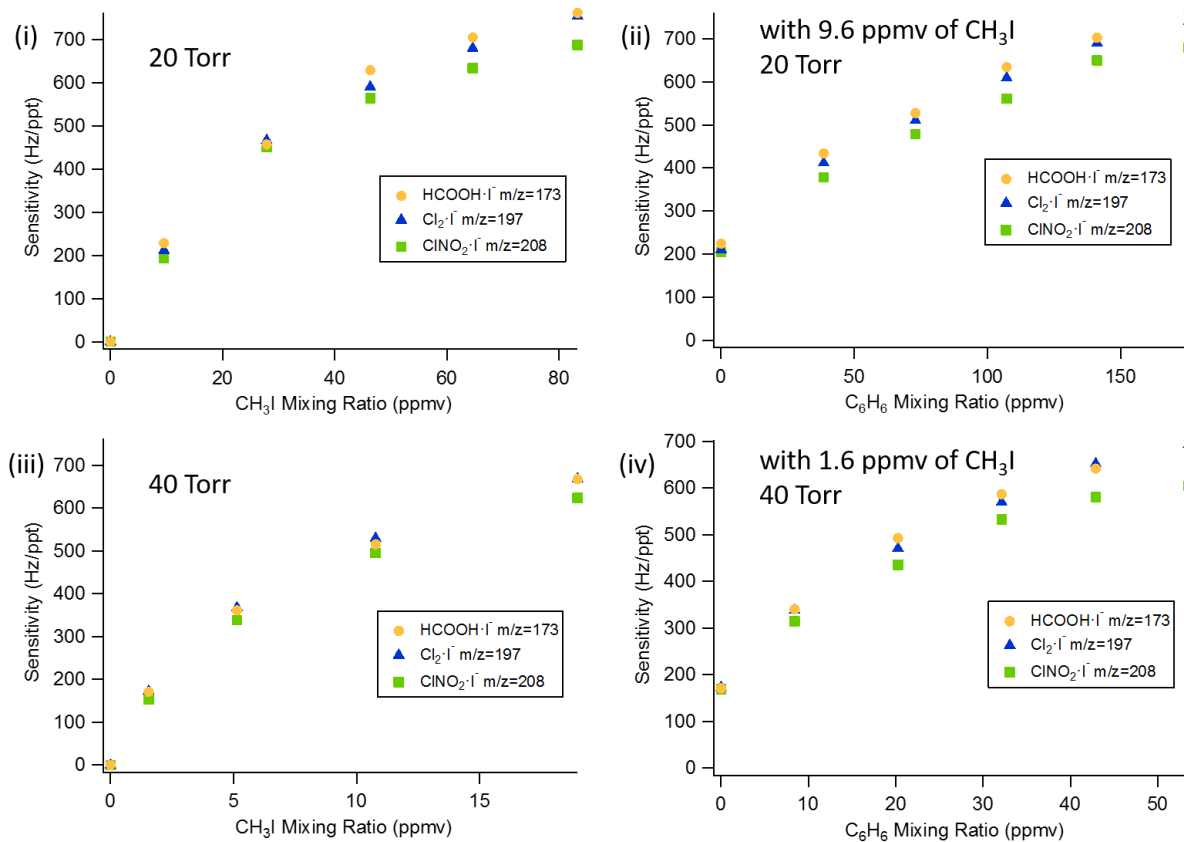 (i)
20 Torr
700
600
500
400
300
200
100
0
Sensitivity (Hz/ppt)
HCOOH·I⁻ m/z=173
Cl₂·I⁻ m/z=197
ClNO₂·I⁻ m/z=208
0 20 40 60 80
CH₃I Mixing Ratio (ppmv)
(ii)
with 9.6 ppmv of CH₃I
20 Torr
700
600
500
400
300
200
100
0
Sensitivity (Hz/ppt)
HCOOH·I⁻ m/z=173
Cl₂·I⁻ m/z=197
ClNO₂·I⁻ m/z=208
0 50 100 150
C₆H₆ Mixing Ratio (ppmv)
(iii)
40 Torr
700
600
500
400
300
200
100
0
Sensitivity (Hz/ppt)
HCOOH·I⁻ m/z=173
Cl₂·I⁻ m/z=197
ClNO₂·I⁻ m/z=208
0 5 10 15
CH₃I Mixing Ratio (ppmv)
(iv)
with 1.6 ppmv of CH₃I
40 Torr
700
600
500
400
300
200
100
0
Sensitivity (Hz/ppt)
HCOOH·I⁻ m/z=173
Cl₂·I⁻ m/z=197
ClNO₂·I⁻ m/z=208
0 10 20 30 40 50
C₆H₆ Mixing Ratio (ppmv)